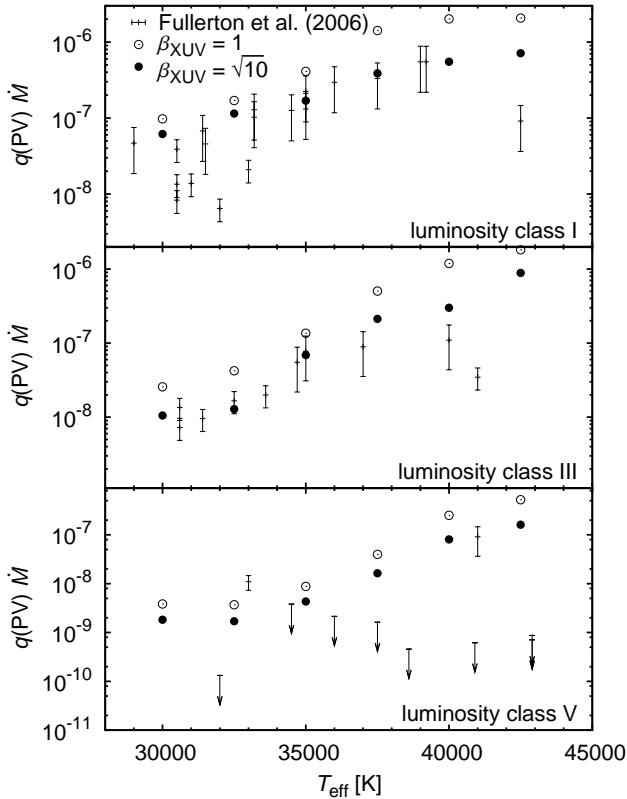 Fullerton et al. (2006)
β_XUV = 1
β_XUV = √10
10^-6
10^-7
10^-8
q(PV) Ṁ
luminosity class I
10^-6
10^-7
10^-8
q(PV) Ṁ
luminosity class III
10^-7
10^-8
10^-9
10^-10
10^-11
q(PV) Ṁ
luminosity class V
30000 35000 40000 45000
T_eff [K]